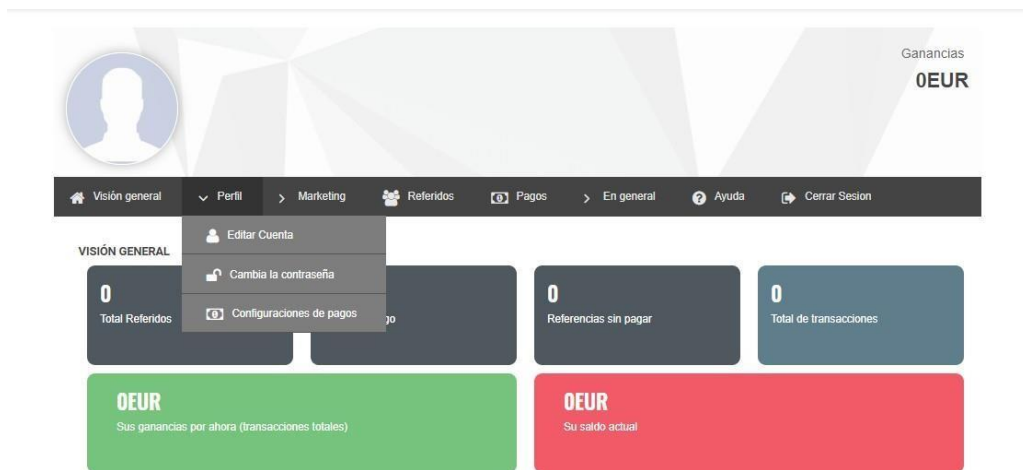 Ganancias
0EUR
Visión general Perfil Marketing Referidos Pagos En general Ayuda Cerrar Sesion
Editar Cuenta
Cambia la contraseña
Configuraciones de pagos
VISIÓN GENERAL
0
Total Referidos
0
Referencias sin pagar
0
Total de transacciones
0EUR
Sus ganancias por ahora (transacciones totales)
0EUR
Su saldo actual